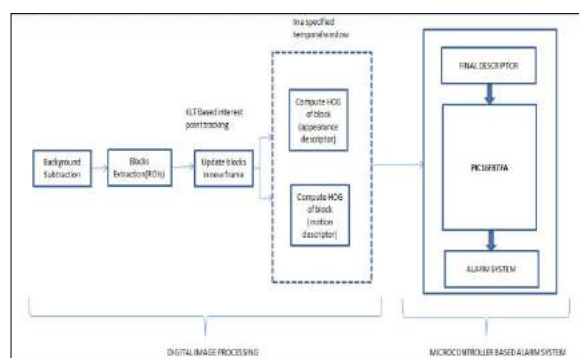 In a specified
temporal window
KLT Based interest
point tracking
Background
Subtraction
Blocks
Extraction(ROIs)
Update blocks
in new frame
Compute HOG
of block
(appearance
descriptor)
Compute HOG
of block
(motion
descriptor)
FINAL DESCRIPTOR
PIC16F877A
ALARM SYSTEM
DIGITAL IMAGE PROCESSING
MICROCONTROLLER BASED ALARM SYSTEM